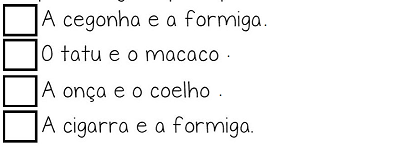 A cegonha e a formiga.
O tatu e o macaco .
A onça e o coelho .
A cigarra e a formiga.